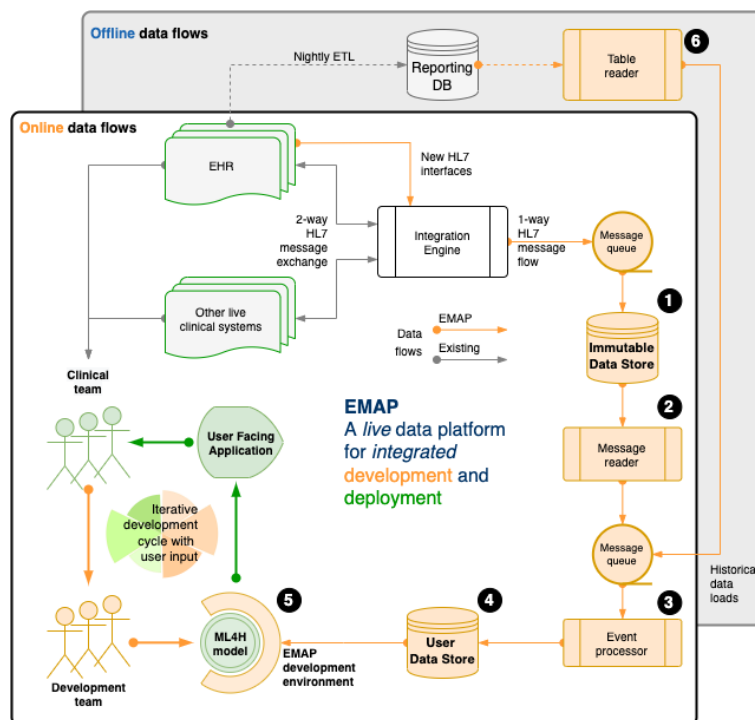 Offline data flows
Nightly ETL
Reporting
DB
6
Table
reader
Online data flows
EHR
New HL7
interfaces
2-way
HL7
message
exchange
Integration
Engine
1-way
HL7
message
flow
Message
queue
Other live
clinical systems
1
Data
flows
EMAP
Existing
Immutable
Data Store
Clinical
team
2
User Facing
Application
EMAP
A live data platform
for integrated
development and
deployment
Message
reader
Iterative
development
cycle with
user input
Message
queue
Historical
data
loads
5
4
3
ML4H
model
EMAP
development
environment
User
Data Store
Event
processor
Development
team